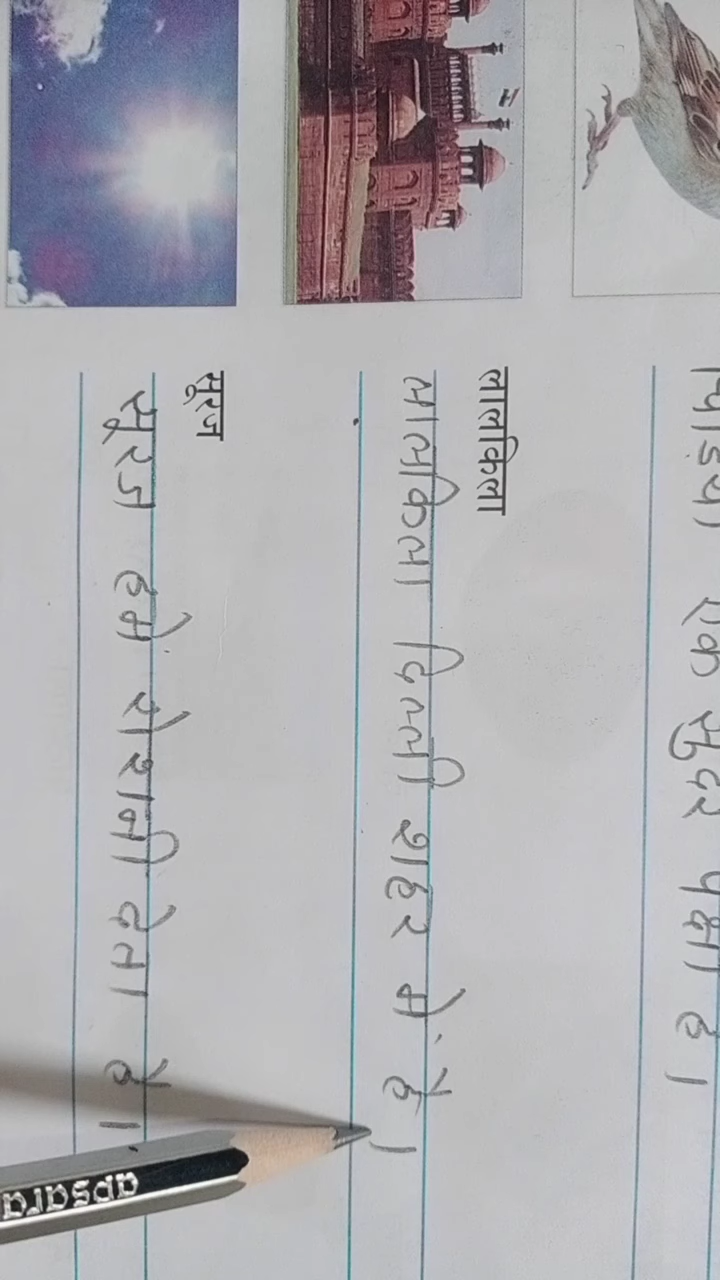 चिड़िया एक सुंदर पक्षी है।
लालकिला
लालकिला दिल्ली शहर में है।
सूरज
सूरज हमें रोशनी देता है।
apsara